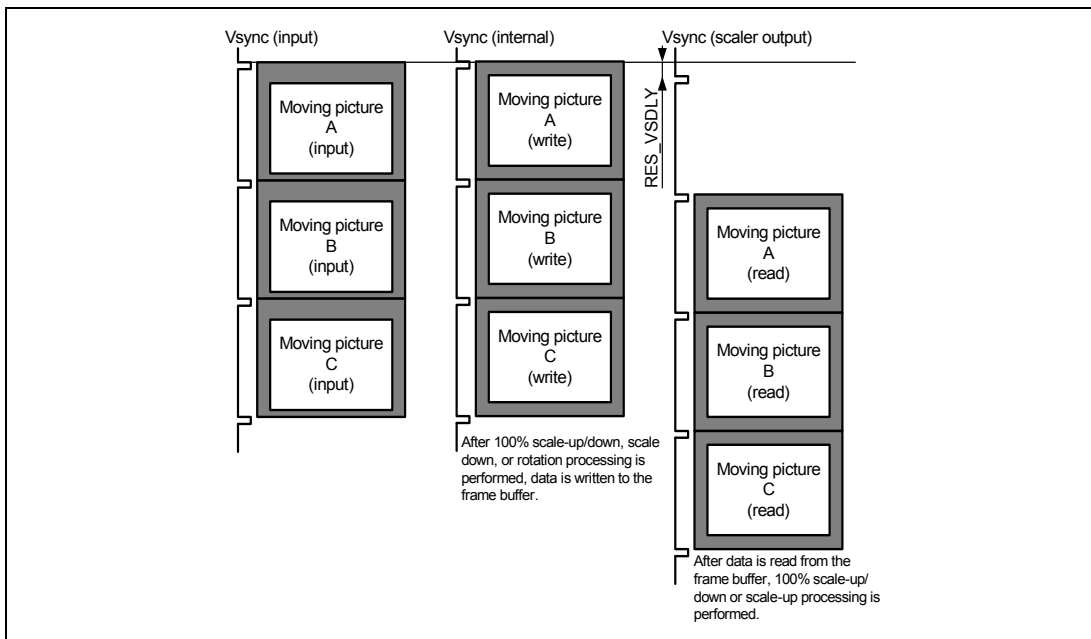 Vsync (input)
Vsync (internal)
Vsync (scaler output)
RES_VSDLY
Moving picture
A
(input)
Moving picture
B
(input)
Moving picture
C
(input)
Moving picture
A
(write)
Moving picture
B
(write)
Moving picture
C
(write)
After 100% scale-up/down, scale
down, or rotation processing is
performed, data is written to the
frame buffer.
Moving picture
A
(read)
Moving picture
B
(read)
Moving picture
C
(read)
After data is read from the
frame buffer, 100% scale-up/
down or scale-up processing is
performed.